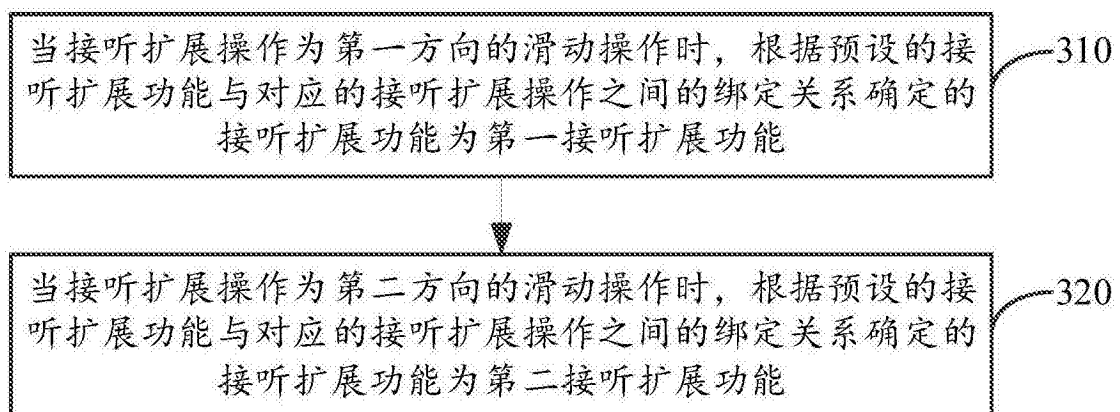 当接听扩展操作为第一方向的滑动操作时，根据预设的接
听扩展功能与对应的接听扩展操作之间的绑定关系确定的
接听扩展功能为第一接听扩展功能
310
当接听扩展操作为第二方向的滑动操作时，根据预设的接
听扩展功能与对应的接听扩展操作之间的绑定关系确定的
接听扩展功能为第二接听扩展功能
320